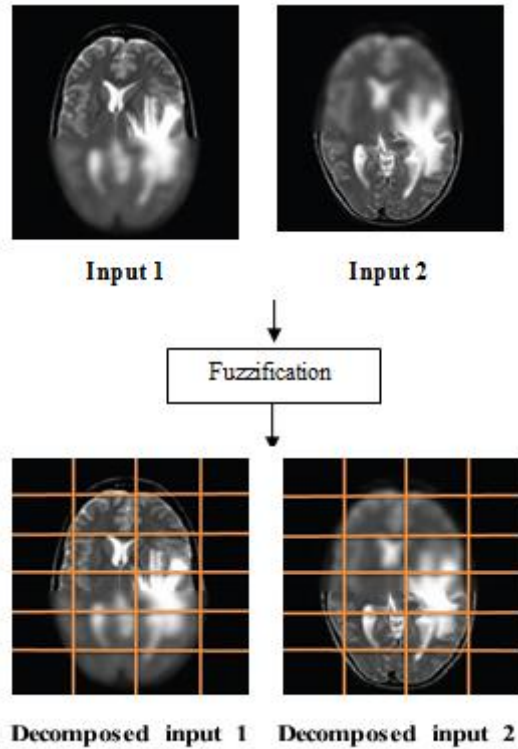 Input 1
Input 2
Fuzzification
Decomposed input 1
Decomposed input 2